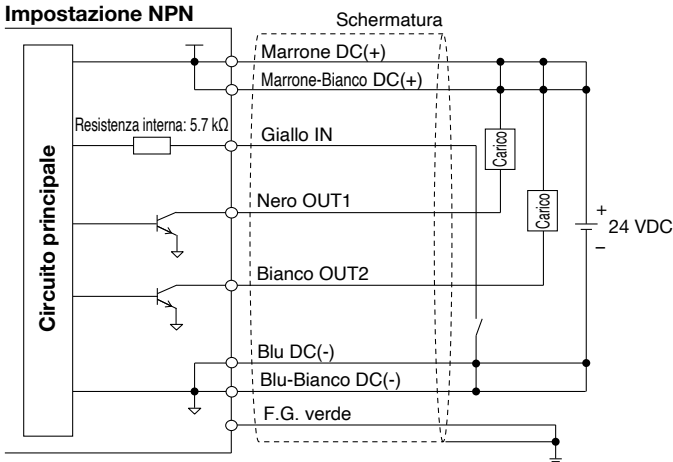 Impostazione NPN
Schermatura
Marrone DC(+)
Marrone-Bianco DC(+)
Resistenza interna: 5.7 kΩ
Giallo IN
Carico
Nero OUT1
Carico
+
24 VDC
–
Circuito principale
Bianco OUT2
Blu DC(-)
Blu-Bianco DC(-)
F.G. verde